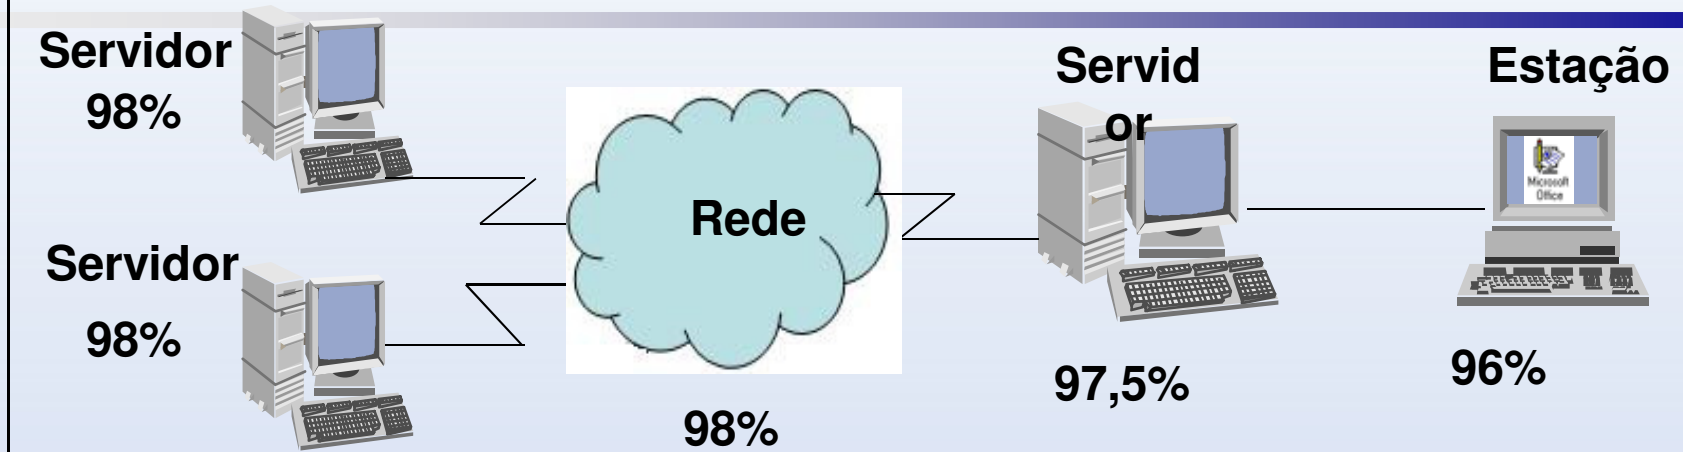 Servidor
98%
Servidor
98%
Rede
98%
Servid
or
97,5%
Estação
Microsoft
Office
96%